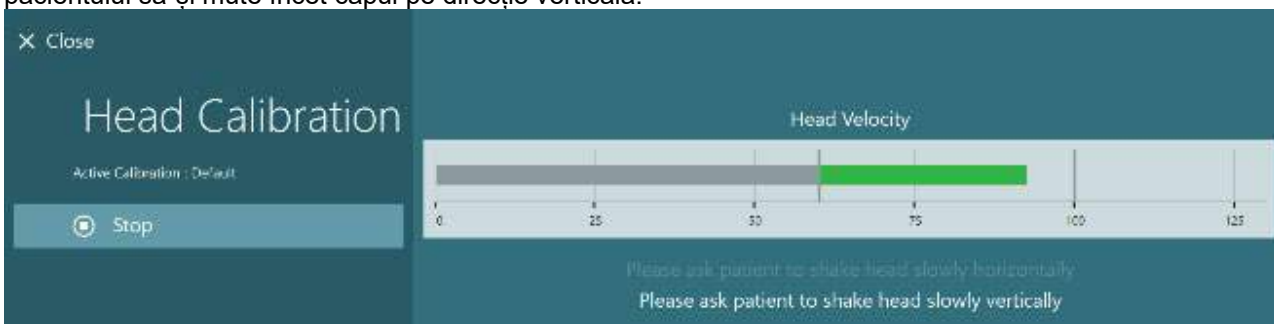 pacientului să-și miște încet capul pe direcție verticală.
Close
Head Calibration
Active Calibration : Default
Stop
Head Velocity
0 25 50 75 100 125
Please ask patient to shake head slowly horizontally
Please ask patient to shake head slowly vertically